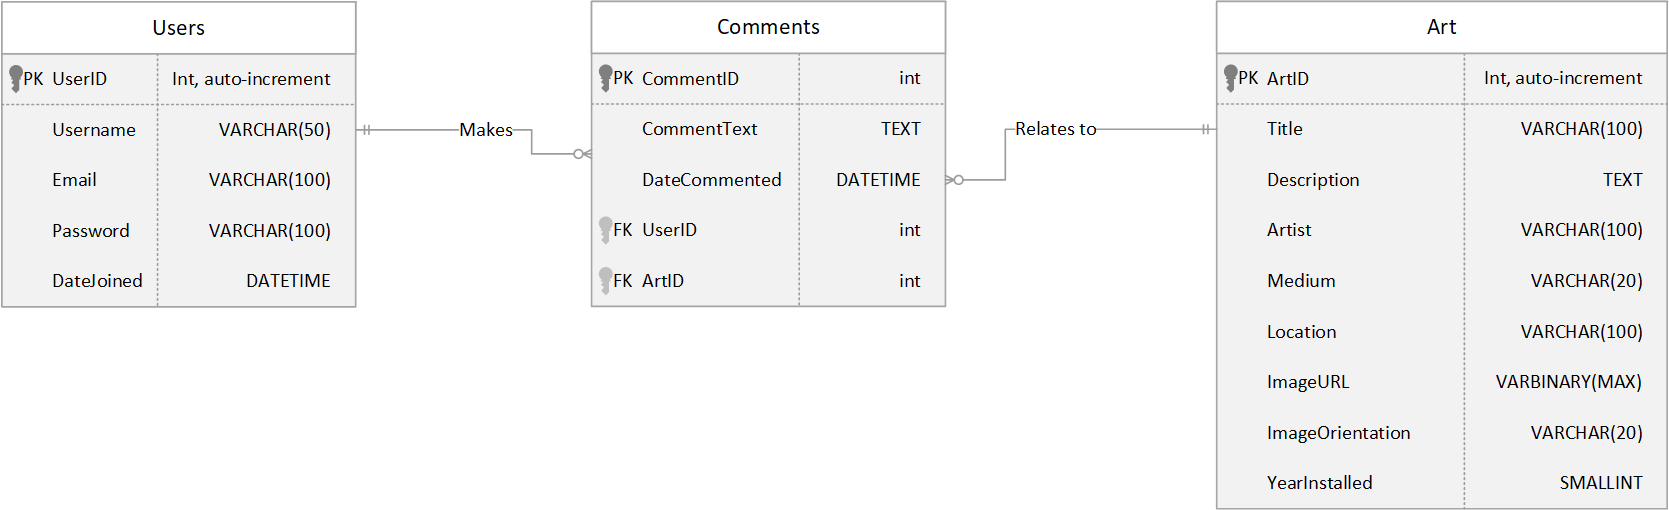 Users
PK UserID Int, auto-increment
Username VARCHAR(50)
Email VARCHAR(100)
Password VARCHAR(100)
DateJoined DATETIME
Makes
Comments
PK CommentID int
CommentText TEXT
DateCommented DATETIME
FK UserID int
FK ArtID int
Relates to
Art
PK ArtID Int, auto-increment
Title VARCHAR(100)
Description TEXT
Artist VARCHAR(100)
Medium VARCHAR(20)
Location VARCHAR(100)
ImageURL VARBINARY(MAX)
ImageOrientation VARCHAR(20)
YearInstalled SMALLINT